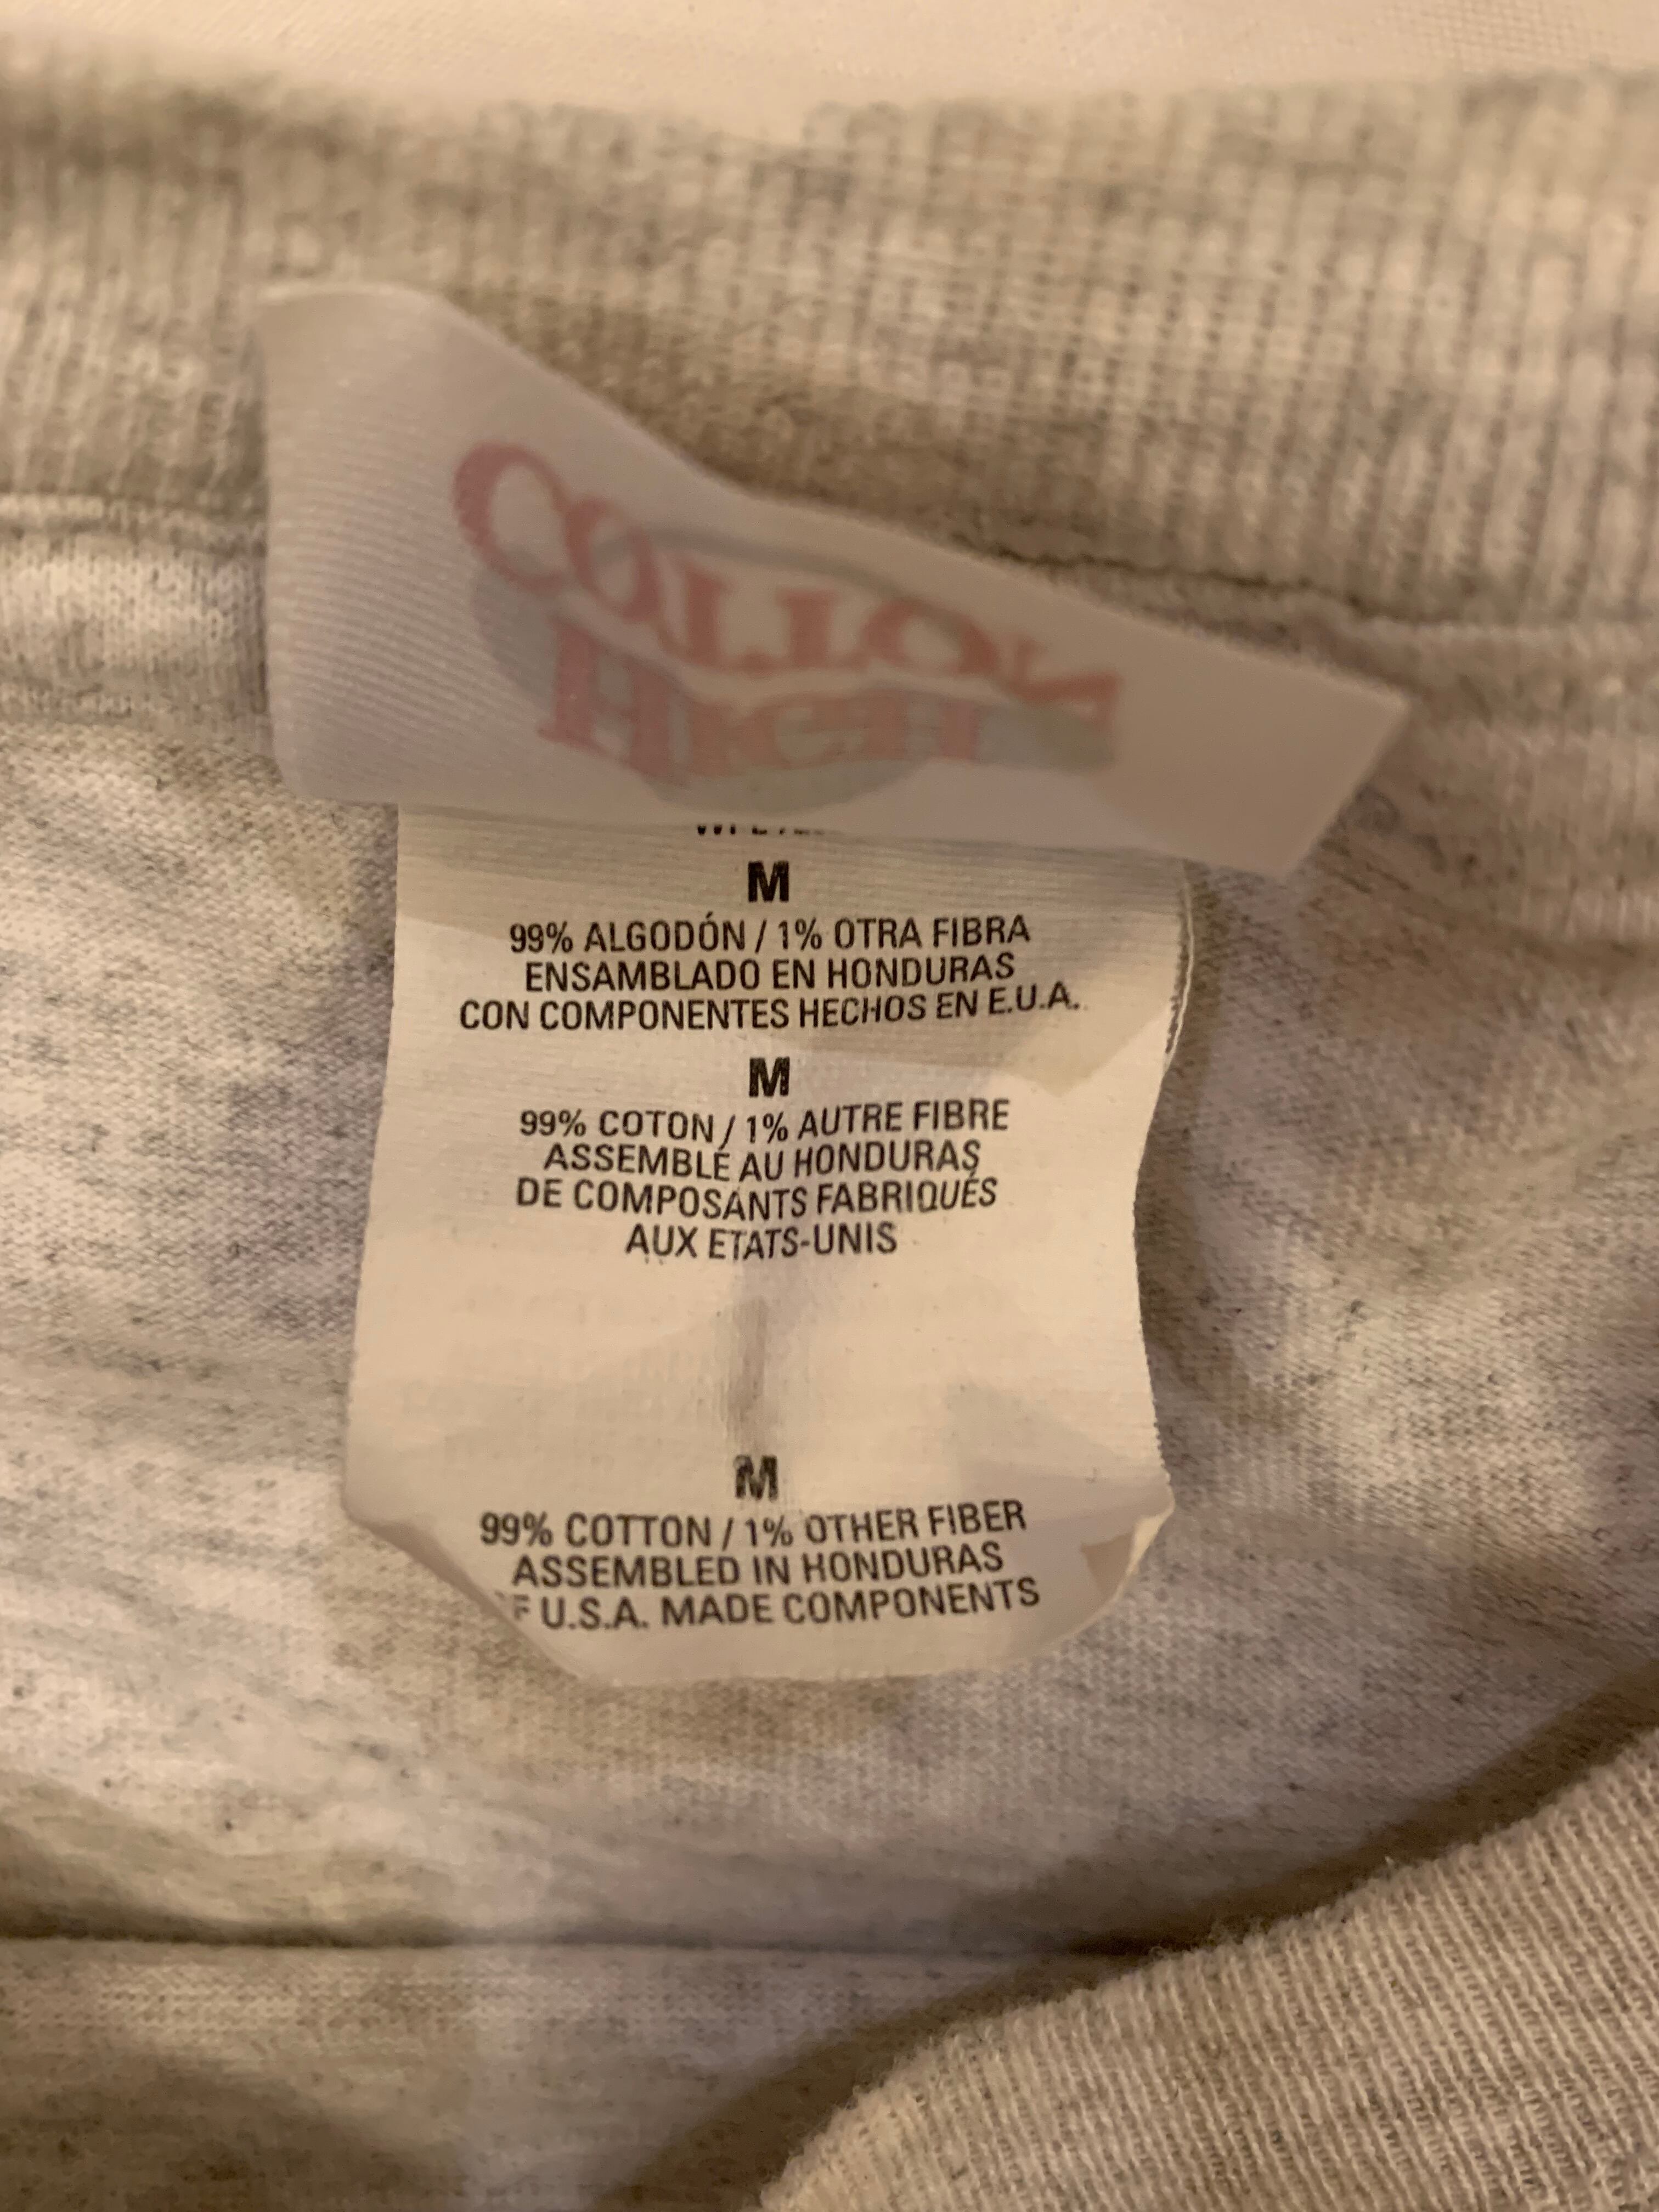 COTTON
HIGH
M
99% ALGODÓN / 1% OTRA FIBRA
ENSAMBLADO EN HONDURAS
CON COMPONENTES HECHOS EN E.U.A.
M
99% COTON / 1% AUTRE FIBRE
ASSEMBLÉ AU HONDURAS
DE COMPOSANTS FABRIQUÉS
AUX ETATS-UNIS
M
99% COTTON / 1% OTHER FIBER
ASSEMBLED IN HONDURAS
U.S.A. MADE COMPONENTS